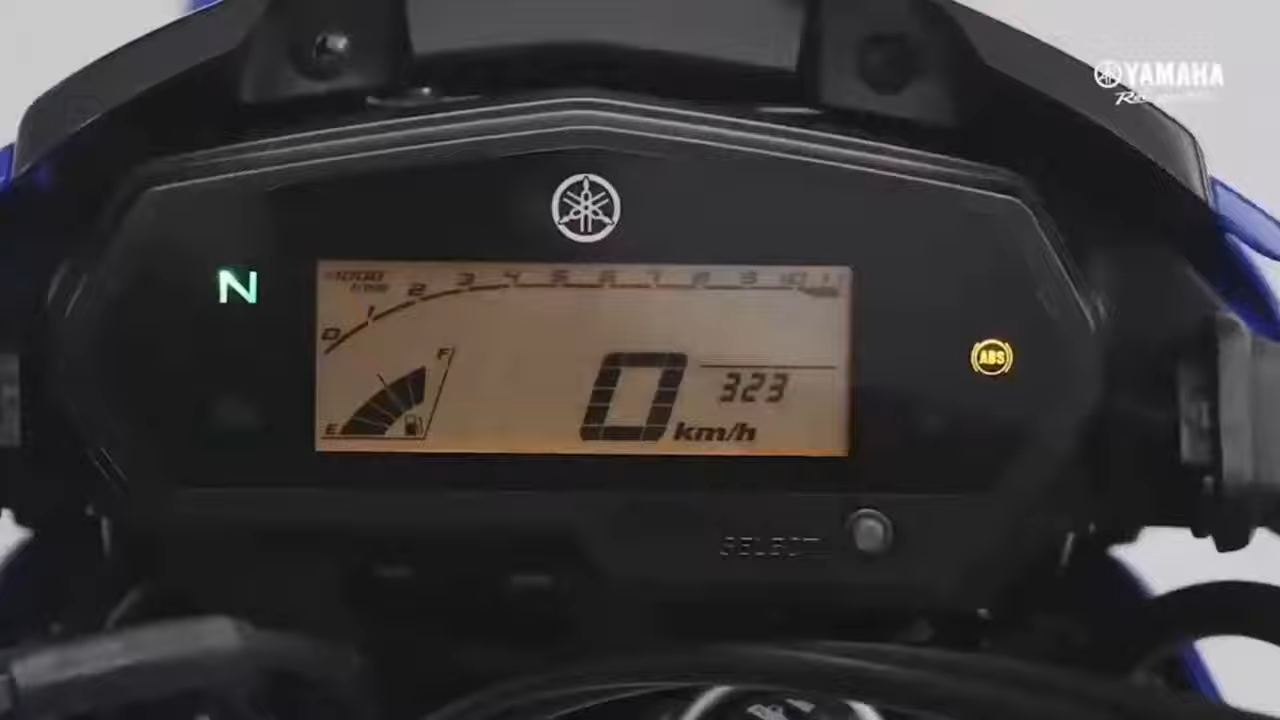 YAMAHA
N
×1000 0 1 2 3 4 5 6 7 8 9 10 11
r/min
ABS
F
0 323
E km/h
SELECT